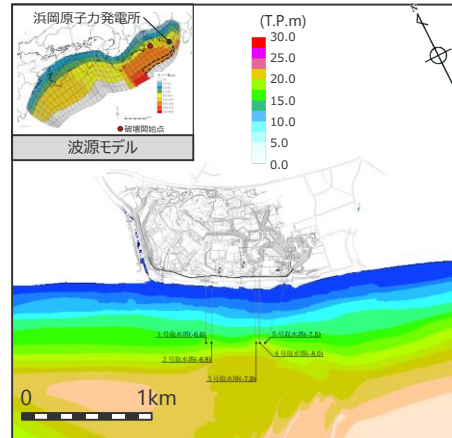 浜岡原子力発電所
●破壊開始点
波源モデル
(T.P.m)
30.0
25.0
20.0
15.0
10.0
5.0
0.0
1号取水塔(-6.6)
2号取水塔(-6.8)
3号取水塔(-7.9)
5号取水塔(-7.5)
4号取水塔(-8.0)
0 1km